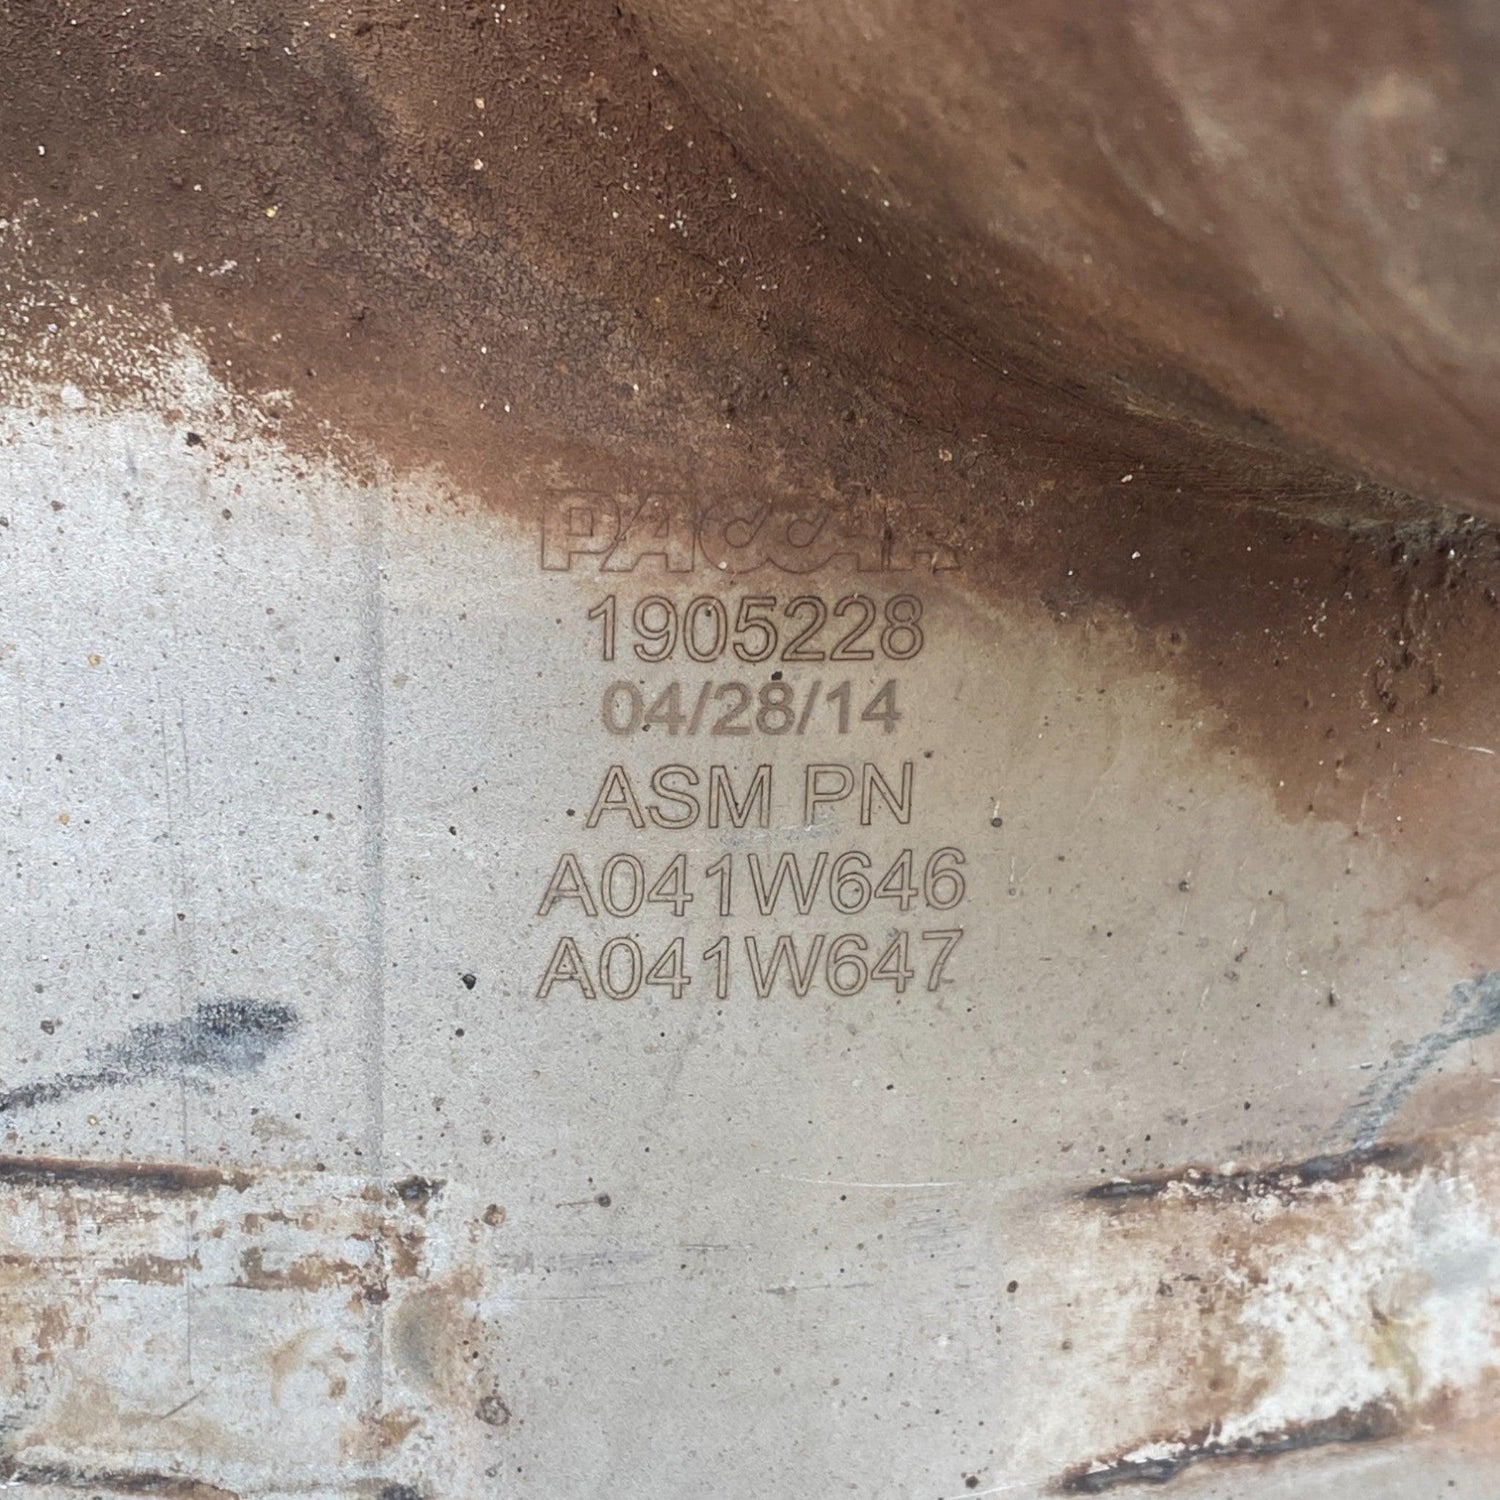 PACCAR
1905228
04/28/14
ASM PN
A041W646
A041W647